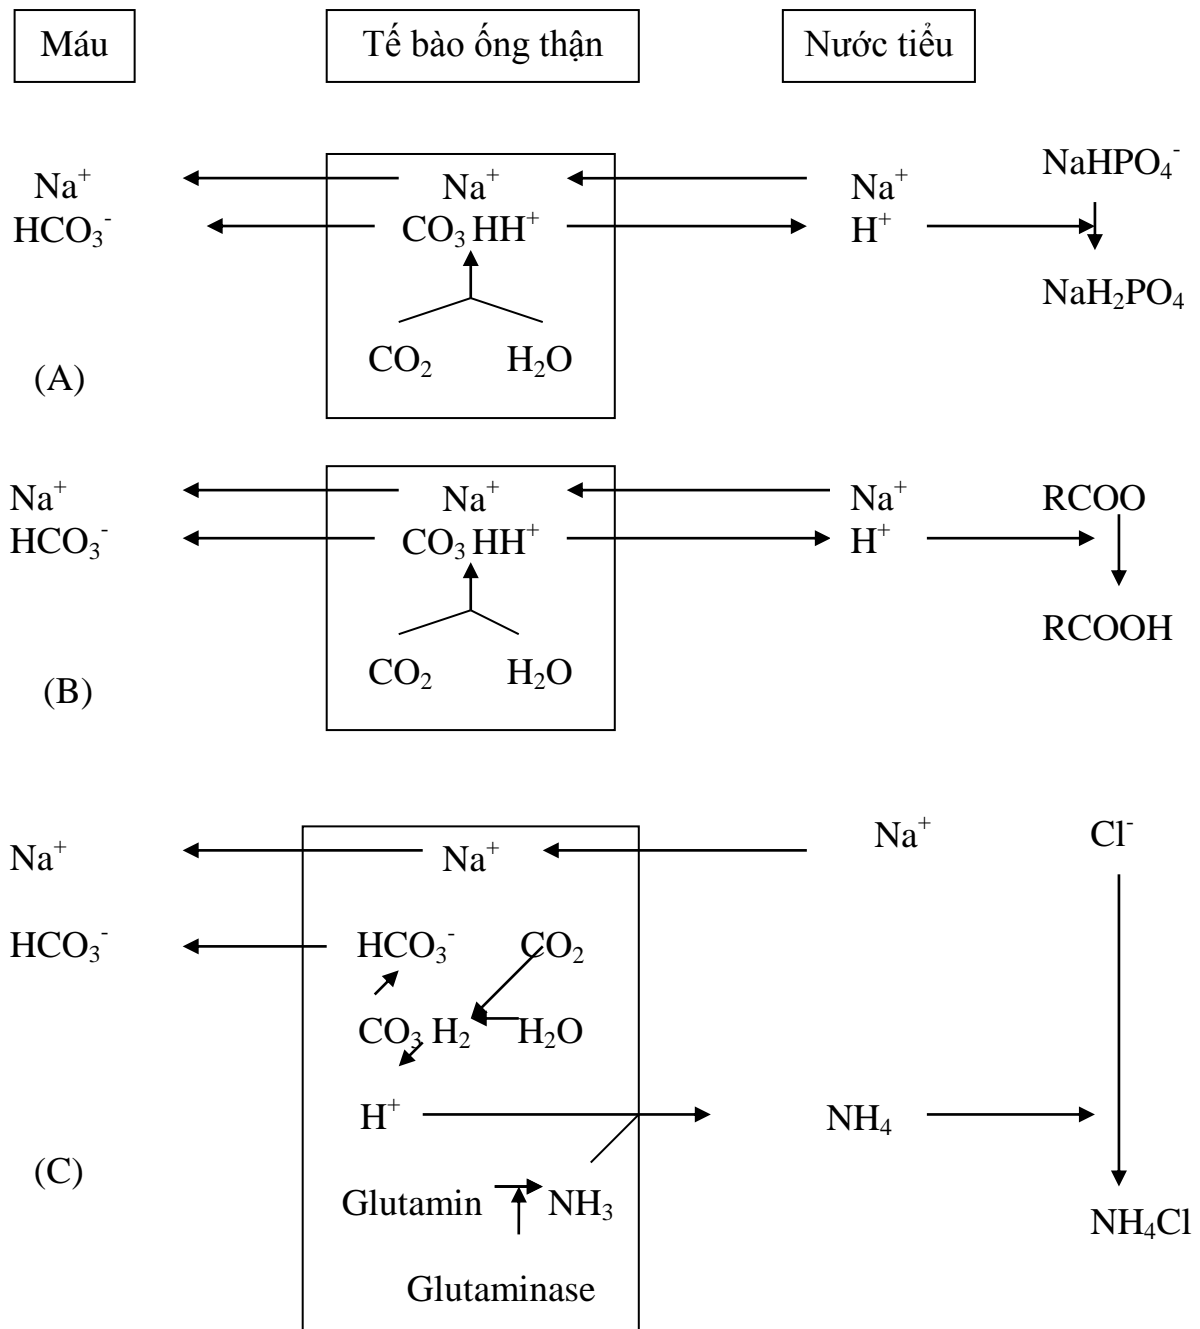 Máu Tế bào ống thận Nước tiểu
NaHPO₄⁻
Na⁺ Na⁺ Na⁺
HCO₃⁻ CO₃ HH⁺ H⁺
NaH₂PO₄
CO₂ H₂O
(A)
Na⁺ Na⁺ Na⁺ RCOO
HCO₃⁻ CO₃ HH⁺ H⁺
RCOOH
CO₂ H₂O
(B)
Na⁺ Na⁺ Na⁺ Cl⁻
HCO₃⁻ HCO₃⁻ CO₂
CO₃ H₂ H₂O
H⁺ NH₄
(C)
Glutamin NH₃
NH₄Cl
Glutaminase